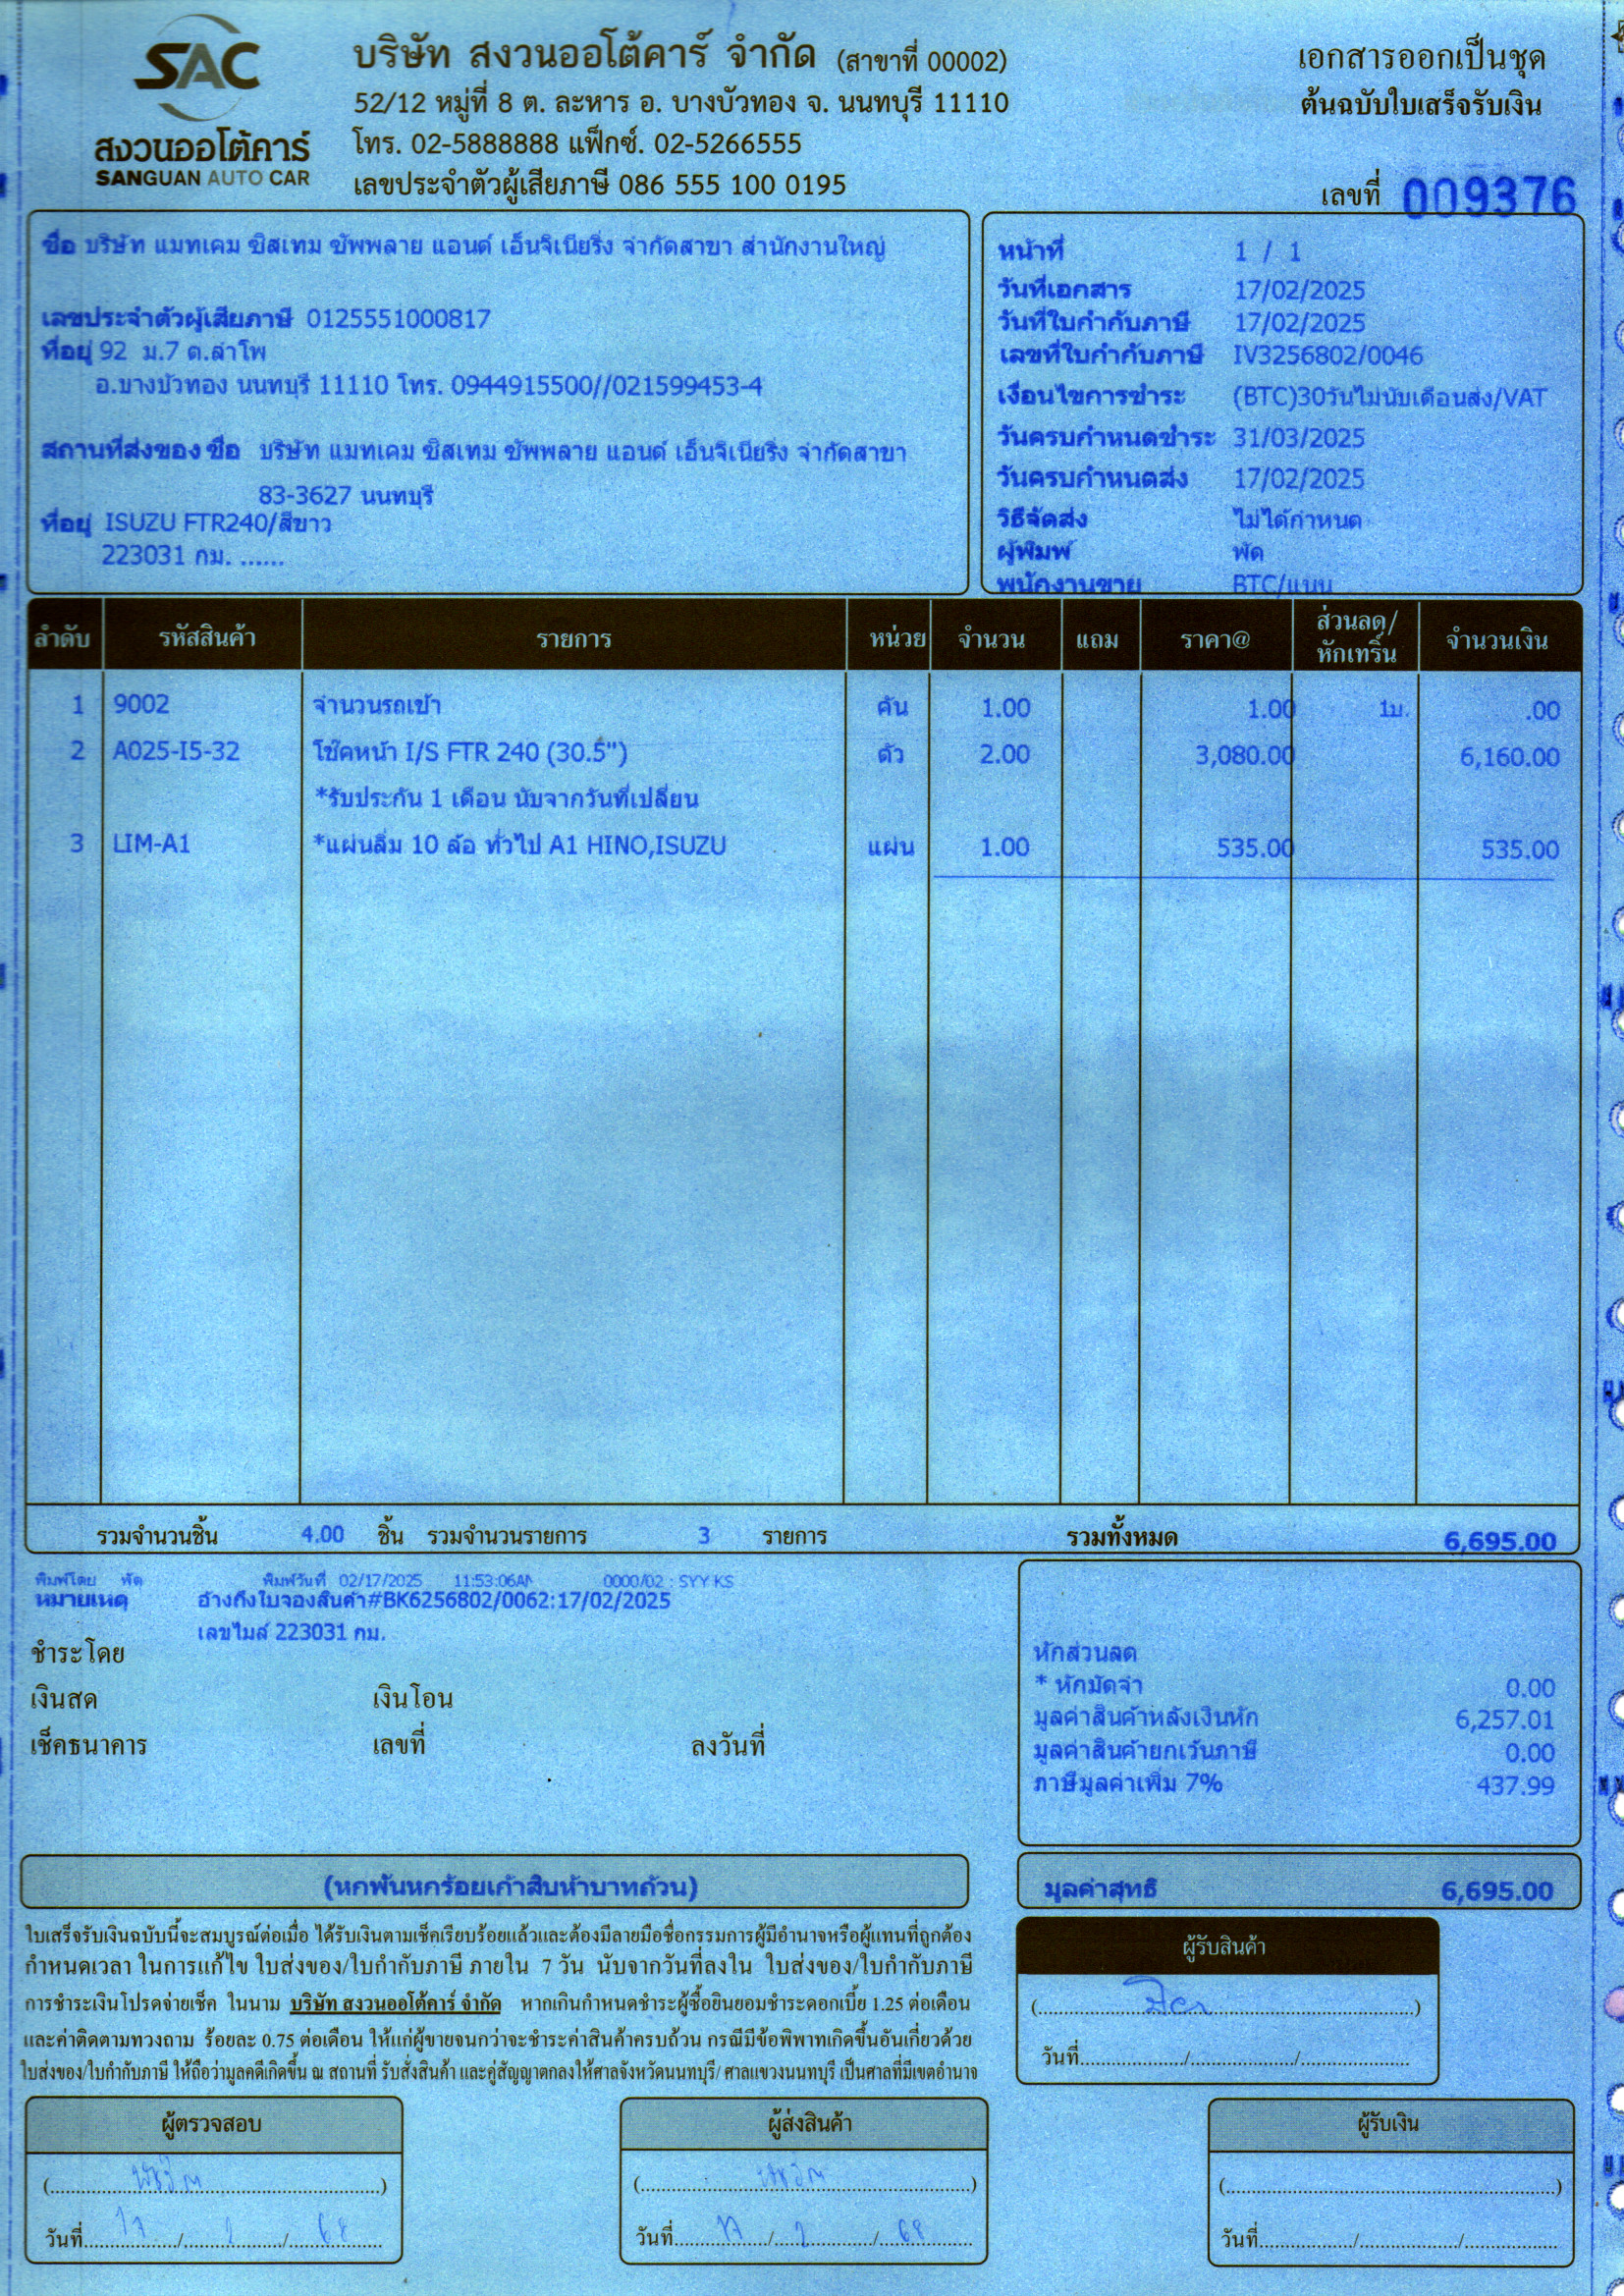 SAC
สงวนออโต้คาร์
SANGUAN AUTO CAR
บริษัท สงวนออโต้คาร์ จำกัด (สาขาที่ 00002)
52/12 หมู่ที่ 8 ต. ละหาร อ. บางบัวทอง จ. นนทบุรี 11110
โทร. 02-5888888 แฟ็กซ์. 02-5266555
เลขประจำตัวผู้เสียภาษี 086 555 100 0195
เอกสารออกเป็นชุด
ต้นฉบับใบเสร็จรับเงิน
เลขที่ 009376
ชื่อ บริษัท แมทเคม ซิสเทม ซัพพลาย แอนด์ เอ็นจิเนียริ่ง จำกัดสาขา สำนักงานใหญ่
เลขประจำตัวผู้เสียภาษี 0125551000817
ที่อยู่ 92 ม.7 ต.ลำโพ
อ.บางบัวทอง นนทบุรี 11110 โทร. 0944915500//021599453-4
สถานที่ส่งของ ชื่อ บริษัท แมทเคม ซิสเทม ซัพพลาย แอนด์ เอ็นจิเนียริ่ง จำกัดสาขา
83-3627 นนทบุรี
ที่อยู่ ISUZU FTR240/สีขาว
223031 กม. ......
หน้าที่ 1 / 1
วันที่เอกสาร 17/02/2025
วันที่ใบกำกับภาษี 17/02/2025
เลขที่ใบกำกับภาษี IV3256802/0046
เงื่อนไขการชำระ (BTC)30วันไม่นับเดือนส่ง/VAT
วันครบกำหนดชำระ 31/03/2025
วันครบกำหนดส่ง 17/02/2025
วิธีจัดส่ง ไม่ได้กำหนด
ผู้พิมพ์ พัด
พนักงานขาย BTC/แนน
ลำดับ รหัสสินค้า รายการ หน่วย จำนวน แถม ราคา@ ส่วนลด/หักเทริ์น จำนวนเงิน
1 9002 จำนวนรถเข้า คัน 1.00 1.00 1บ. .00
2 A025-I5-32 โช๊คหน้า I/S FTR 240 (30.5") ตัว 2.00 3,080.00 6,160.00
*รับประกัน 1 เดือน นับจากวันที่เปลี่ยน
3 LIM-A1 *แผ่นลิ่ม 10 ล้อ ทั่วไป A1 HINO,ISUZU แผ่น 1.00 535.00 535.00
รวมจำนวนชิ้น 4.00 ชิ้น รวมจำนวนรายการ 3 รายการ รวมทั้งหมด 6,695.00
พิมพ์โดย พัด พิมพ์วันที่ 02/17/2025 11:53:06AM 0000/02 : SYY KS
หมายเหตุ อ้างถึงใบจองสินค้า#BK6256802/0062:17/02/2025
เลขไมล์ 223031 กม.
ชำระโดย
เงินสด เงินโอน
เช็คธนาคาร เลขที่ ลงวันที่
หักส่วนลด
* หักมัดจำ 0.00
มูลค่าสินค้าหลังเงินหัก 6,257.01
มูลค่าสินค้ายกเว้นภาษี 0.00
ภาษีมูลค่าเพิ่ม 7% 437.99
(หกพันหกร้อยเก้าสิบห้าบาทถ้วน)
มูลค่าสุทธิ 6,695.00
ใบเสร็จรับเงินฉบับนี้จะสมบูรณ์ต่อเมื่อ ได้รับเงินตามเช็คเรียบร้อยแล้วและต้องมีลายมือชื่อกรรมการผู้มีอำนาจหรือผู้แทนที่ถูกต้อง
กำหนดเวลา ในการแก้ไข ใบส่งของ/ใบกำกับภาษี ภายใน 7 วัน นับจากวันที่ลงใน ใบส่งของ/ใบกำกับภาษี
การชำระเงินโปรดจ่ายเช็ค ในนาม บริษัท สงวนออโต้คาร์ จำกัด หากเกินกำหนดชำระผู้ซื้อยินยอมชำระดอกเบี้ย 1.25 ต่อเดือน
และค่าติดตามทวงถาม ร้อยละ 0.75 ต่อเดือน ให้แก่ผู้ขายจนกว่าจะชำระค่าสินค้าครบถ้วน กรณีมีข้อพิพาทเกิดขึ้นอันเกี่ยวด้วย
ใบส่งของ/ใบกำกับภาษี ให้ถือว่ามูลคดีเกิดขึ้น ณ สถานที่ รับสั่งสินค้า และคู่สัญญาตกลงให้ศาลจังหวัดนนทบุรี/ ศาลแขวงนนทบุรี เป็นศาลที่มีเขตอำนาจ
ผู้รับสินค้า
วันที่............/............/............
ผู้ตรวจสอบ
วันที่ 17 / 2 / 68
ผู้ส่งสินค้า
วันที่ 17 / 2 / 68
ผู้รับเงิน
(............)
วันที่............/............/............